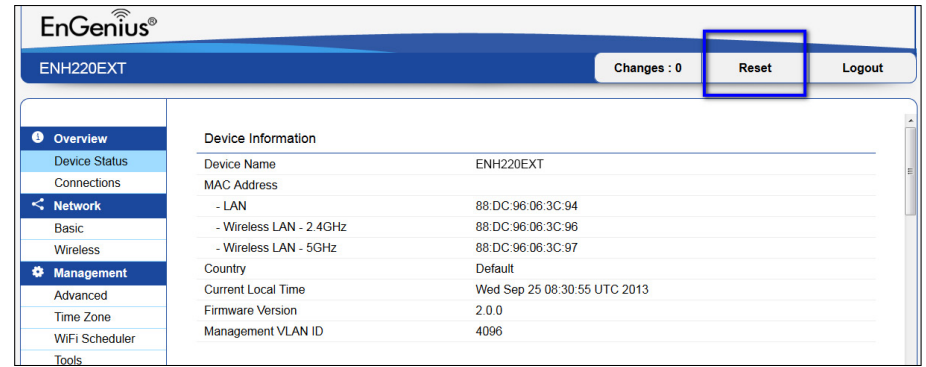 EnGenius®
ENH220EXT
Changes : 0 Reset Logout
Overview
Device Status
Connections
Network
Basic
Wireless
Management
Advanced
Time Zone
WiFi Scheduler
Tools
Device Information
Device Name ENH220EXT
MAC Address
- LAN 88:DC:96:06:3C:94
- Wireless LAN - 2.4GHz 88:DC:96:06:3C:96
- Wireless LAN - 5GHz 88:DC:96:06:3C:97
Country Default
Current Local Time Wed Sep 25 08:30:55 UTC 2013
Firmware Version 2.0.0
Management VLAN ID 4096